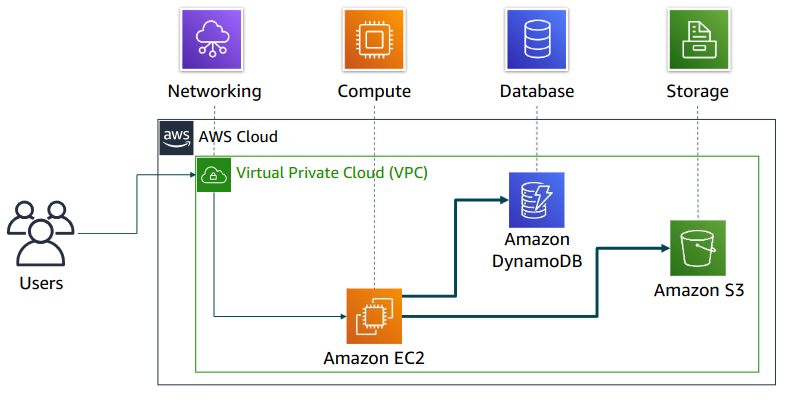 Networking
Compute
Database
Storage
aws
AWS Cloud
Virtual Private Cloud (VPC)
Users
Amazon
DynamoDB
Amazon S3
Amazon EC2